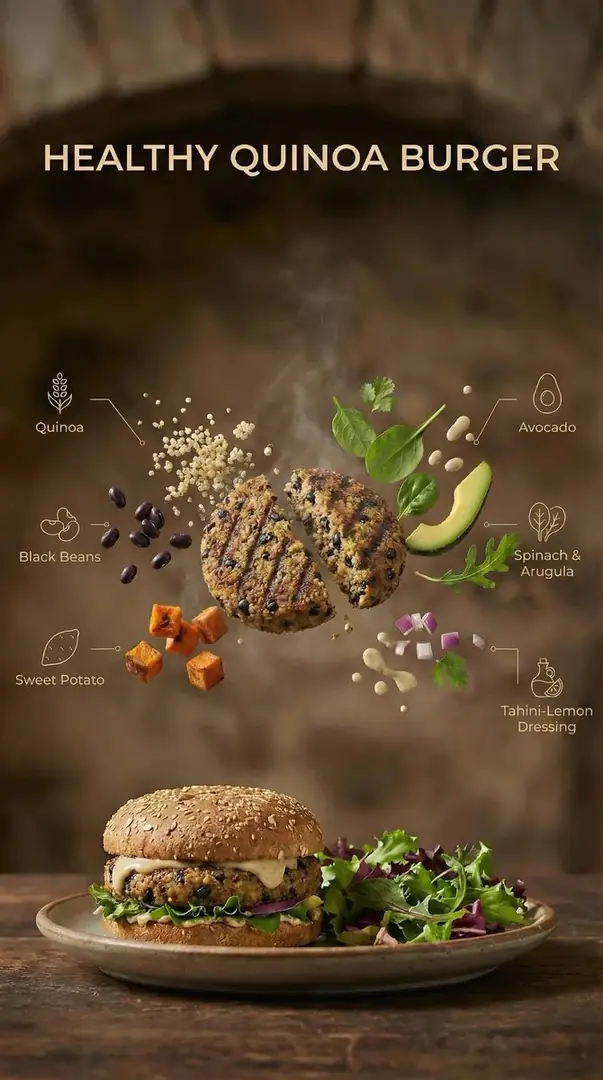 HEALTHY QUINOA BURGER
Quinoa
Avocado
Black Beans
Spinach &
Arugula
Sweet Potato
Tahini-Lemon
Dressing